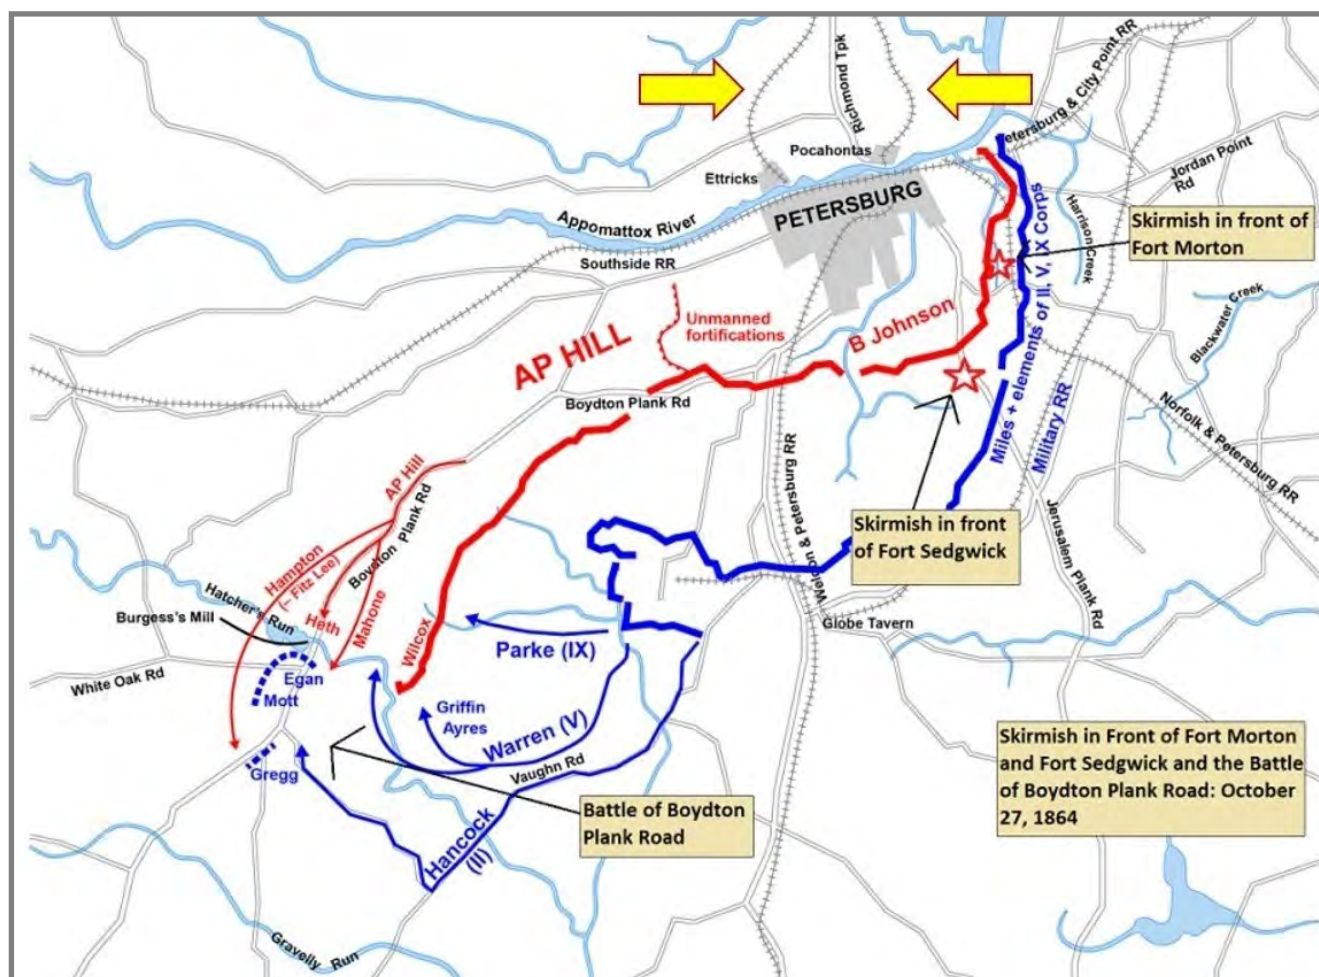 Richmond Tpk
Petersburg & City Point RR
Pocahontas
Ettricks
PETERSBURG
Appomattox River
Southside RR
Jordan Point
Rd
Harrison Creek
Skirmish in front of
Fort Morton
Miles + elements of II, V, IX Corps
Military RR
Blackwater Creek
Norfolk & Petersburg RR
Unmanned
fortifications
AP HILL
B Johnson
Boydton Plank Rd
AP Hill
Boydton Plank Rd
Weldon & Petersburg RR
Skirmish in front
of Fort Sedgwick
Jerusalem Plank Rd
Hampton
(– Fitz Lee)
Hatcher's Run
Burgess's Mill
Heth
Mahone
Wilcox
Parke (IX)
Globe Tavern
White Oak Rd
Egan
Mott
Griffin
Ayres
Warren (V)
Vaughn Rd
Gregg
Hancock
(II)
Battle of Boydton
Plank Road
Skirmish in Front of Fort Morton
and Fort Sedgwick and the Battle
of Boydton Plank Road: October
27, 1864
Gravelly Run